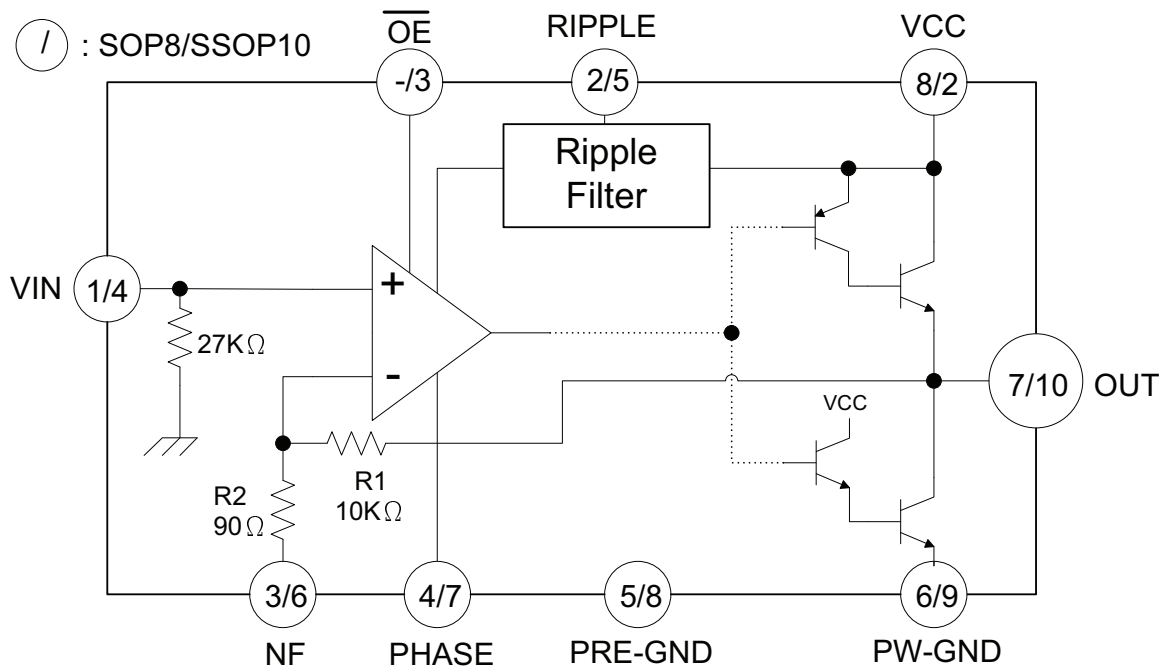 / : SOP8/SSOP10
OE
RIPPLE
VCC
-/3
2/5
8/2
Ripple
Filter
VIN
1/4
+
27KΩ
-
7/10
OUT
VCC
R1
10KΩ
R2
90Ω
3/6
4/7
5/8
6/9
NF
PHASE
PRE-GND
PW-GND